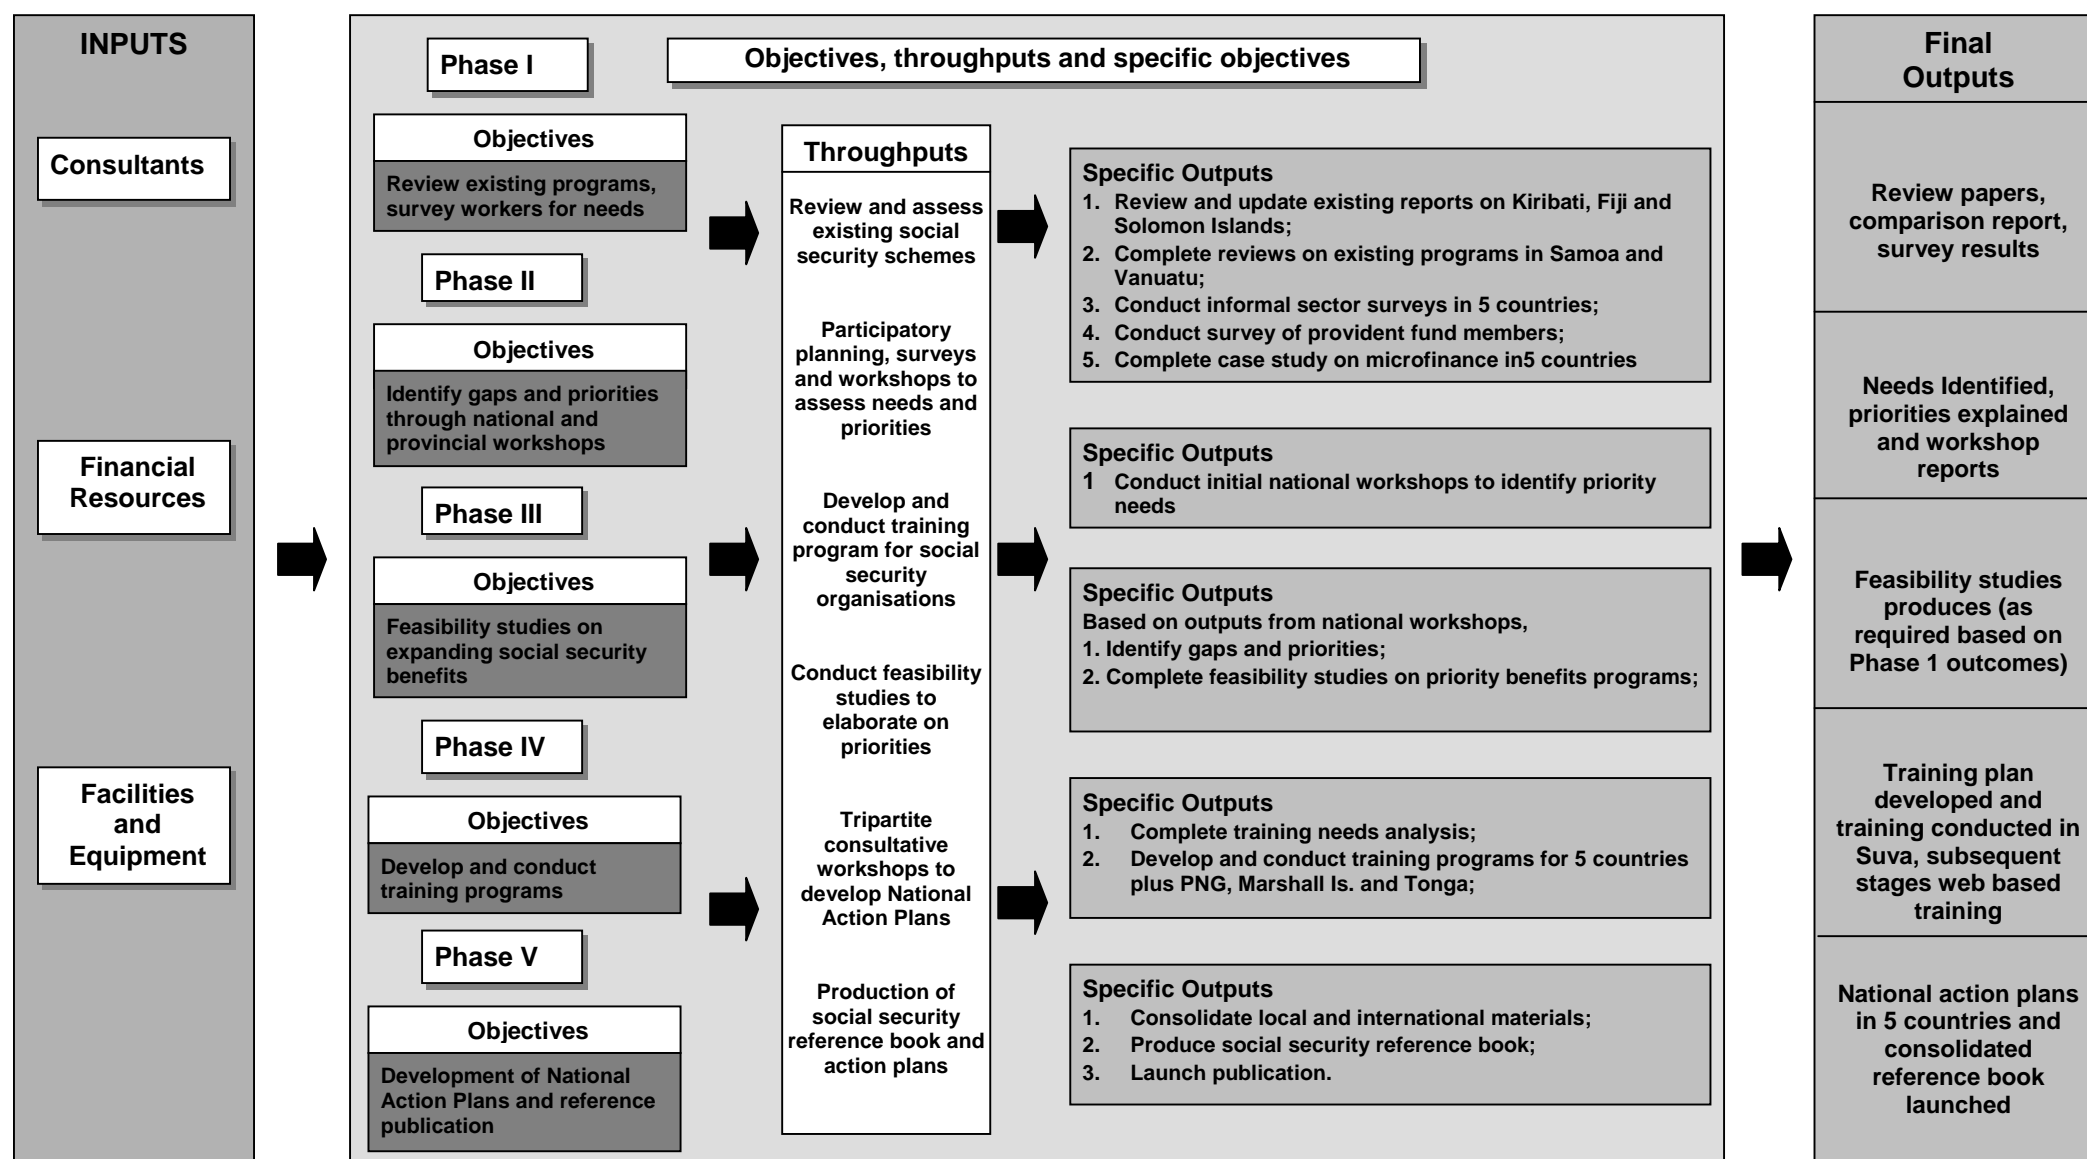 INPUTS
Consultants
Financial
Resources
Facilities
and
Equipment
Phase I
Objectives, throughputs and specific objectives
Objectives
Review existing programs,
survey workers for needs
Phase II
Objectives
Identify gaps and priorities
through national and
provincial workshops
Phase III
Objectives
Feasibility studies on
expanding social security
benefits
Phase IV
Objectives
Develop and conduct
training programs
Phase V
Objectives
Development of National
Action Plans and reference
publication
Throughputs
Review and assess
existing social
security schemes
Participatory
planning, surveys
and workshops to
assess needs and
priorities
Develop and
conduct training
program for social
security
organisations
Conduct feasibility
studies to
elaborate on
priorities
Tripartite
consultative
workshops to
develop National
Action Plans
Production of
social security
reference book and
action plans
Specific Outputs
1. Review and update existing reports on Kiribati, Fiji and
Solomon Islands;
2. Complete reviews on existing programs in Samoa and
Vanuatu;
3. Conduct informal sector surveys in 5 countries;
4. Conduct survey of provident fund members;
5. Complete case study on microfinance in5 countries
Specific Outputs
1 Conduct initial national workshops to identify priority
needs
Specific Outputs
Based on outputs from national workshops,
1. Identify gaps and priorities;
2. Complete feasibility studies on priority benefits programs;
Specific Outputs
1. Complete training needs analysis;
2. Develop and conduct training programs for 5 countries
plus PNG, Marshall Is. and Tonga;
Specific Outputs
1. Consolidate local and international materials;
2. Produce social security reference book;
3. Launch publication.
Final
Outputs
Review papers,
comparison report,
survey results
Needs Identified,
priorities explained
and workshop
reports
Feasibility studies
produces (as
required based on
Phase 1 outcomes)
Training plan
developed and
training conducted in
Suva, subsequent
stages web based
training
National action plans
in 5 countries and
consolidated
reference book
launched